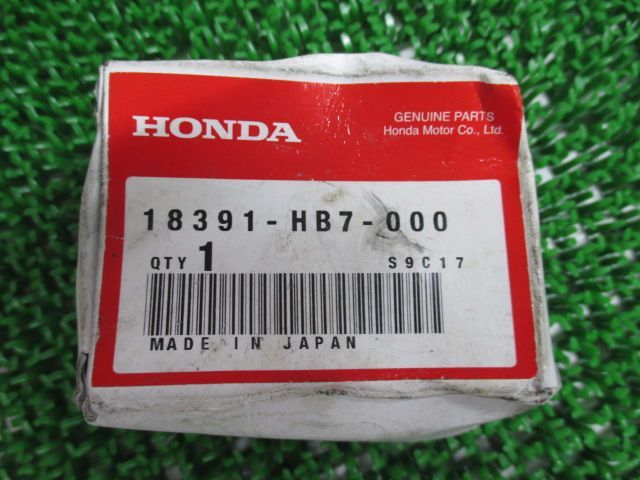 HONDA
GENUINE PARTS
Honda Motor Co., Ltd.
18391-HB7-000
QTY 1 S9C17
MADE IN JAPAN